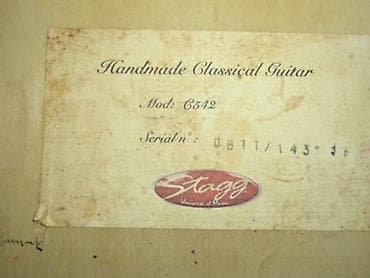 Handmade Classical Guitar
Mod: C542
Serial n°: 0811/143°
Stagg